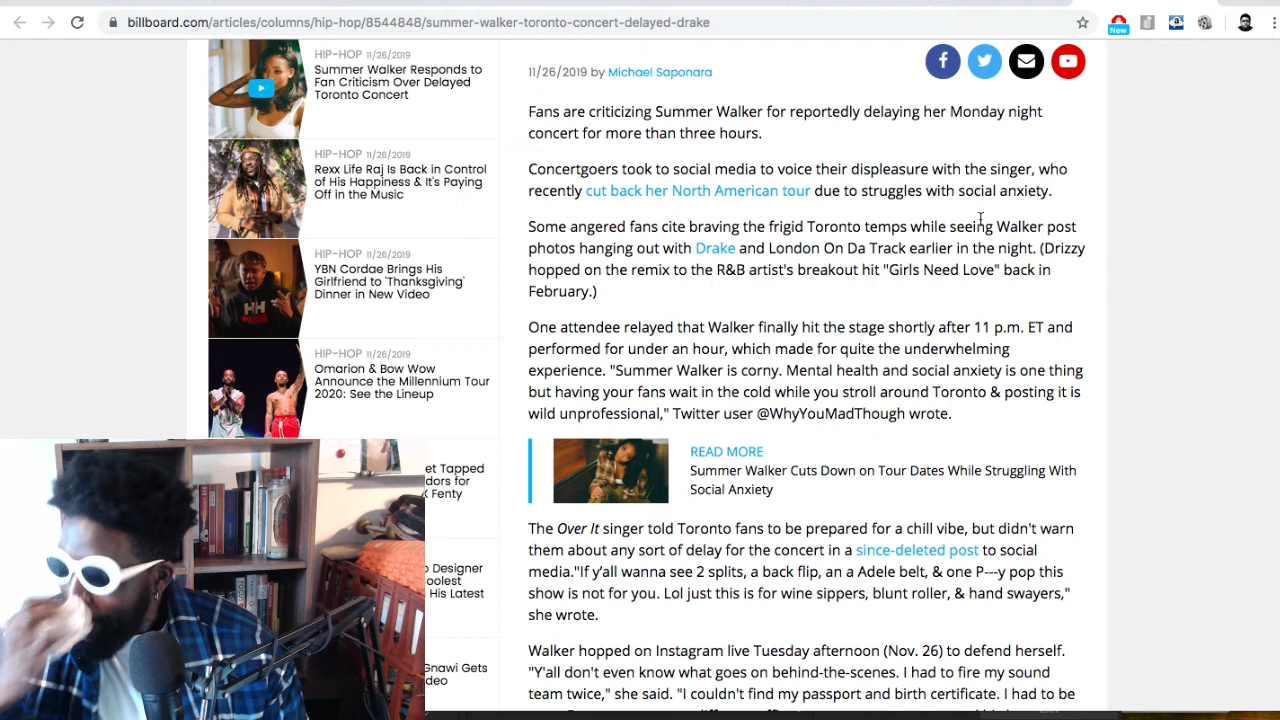 billboard.com/articles/columns/hip-hop/8544848/summer-walker-toronto-concert-delayed-drake
New
HIP-HOP 11/26/2019
Summer Walker Responds to
Fan Criticism Over Delayed
Toronto Concert
HIP-HOP 11/26/2019
Rexx Life Raj Is Back in Control
of His Happiness & It's Paying
Off in the Music
HIP-HOP 11/26/2019
YBN Cordae Brings His
Girlfriend to 'Thanksgiving'
Dinner in New Video
HIP-HOP 11/26/2019
Omarion & Bow Wow
Announce the Millennium Tour
2020: See the Lineup
et Tapped
dors for
X Fenty
o Designer
oolest
His Latest
Gnawi Gets
deo
11/26/2019 by Michael Saponara
Fans are criticizing Summer Walker for reportedly delaying her Monday night
concert for more than three hours.
Concertgoers took to social media to voice their displeasure with the singer, who
recently cut back her North American tour due to struggles with social anxiety.
Some angered fans cite braving the frigid Toronto temps while seeing Walker post
photos hanging out with Drake and London On Da Track earlier in the night. (Drizzy
hopped on the remix to the R&B artist's breakout hit "Girls Need Love" back in
February.)
One attendee relayed that Walker finally hit the stage shortly after 11 p.m. ET and
performed for under an hour, which made for quite the underwhelming
experience. "Summer Walker is corny. Mental health and social anxiety is one thing
but having your fans wait in the cold while you stroll around Toronto & posting it is
wild unprofessional," Twitter user @WhyYouMadThough wrote.
READ MORE
Summer Walker Cuts Down on Tour Dates While Struggling With
Social Anxiety
The Over It singer told Toronto fans to be prepared for a chill vibe, but didn't warn
them about any sort of delay for the concert in a since-deleted post to social
media."If y'all wanna see 2 splits, a back flip, an a Adele belt, & one P---y pop this
show is not for you. Lol just this is for wine sippers, blunt roller, & hand swayers,"
she wrote.
Walker hopped on Instagram live Tuesday afternoon (Nov. 26) to defend herself.
"Y'all don't even know what goes on behind-the-scenes. I had to fire my sound
team twice," she said. "I couldn't find my passport and birth certificate. I had to be